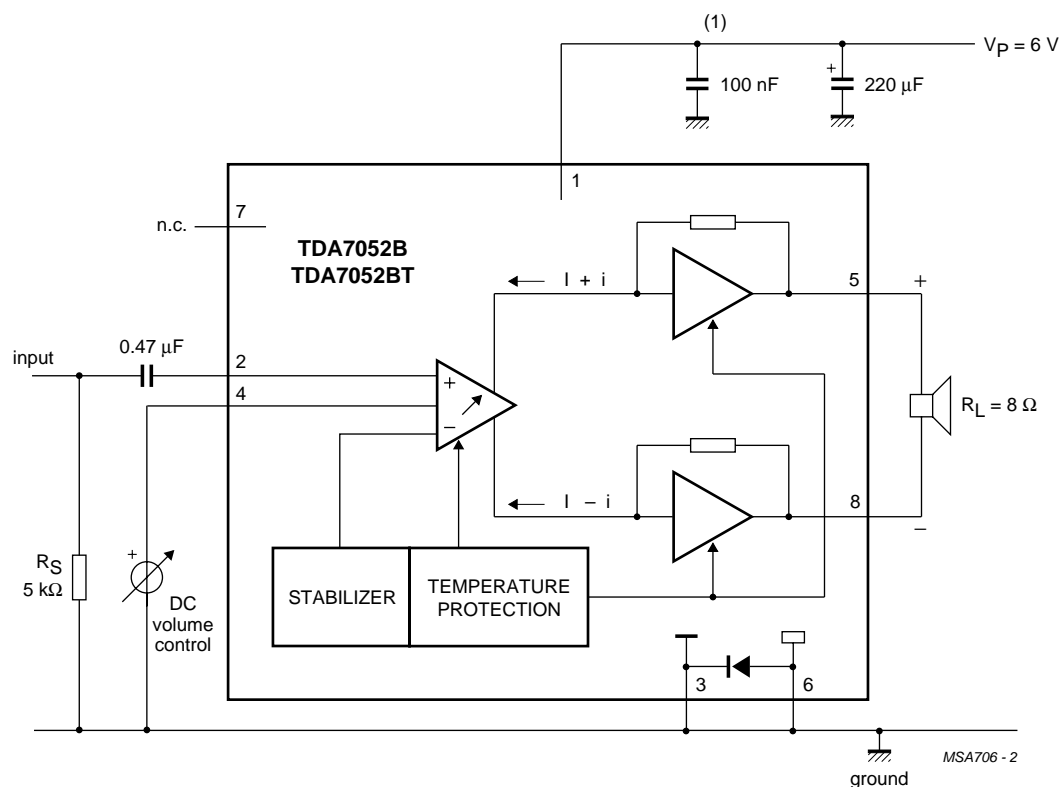 (1)
V_P = 6 V
100 nF
+
220 μF
1
7
n.c.
TDA7052B
TDA7052BT
I + i
5
+
input
0.47 μF
2
+
4
−
R_L = 8 Ω
I − i
8
−
R_S
5 kΩ
+
DC
volume
control
STABILIZER
TEMPERATURE
PROTECTION
3
6
MSA706 - 2
ground